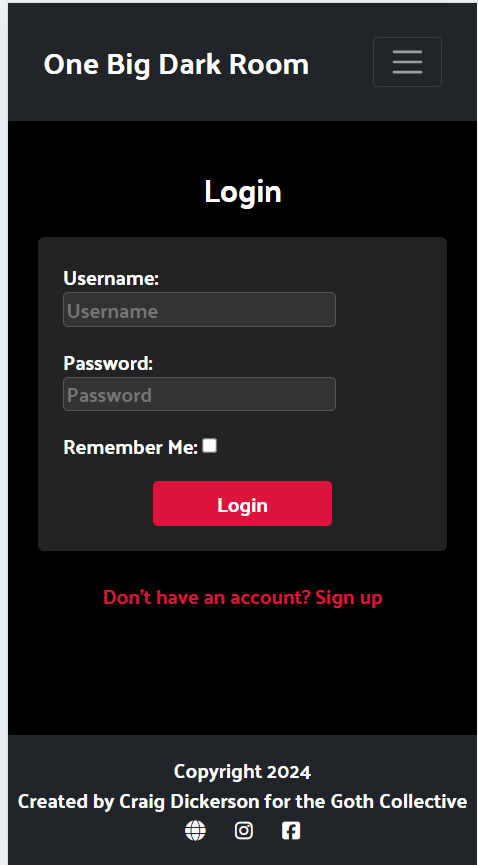 One Big Dark Room
Login
Username:
Username
Password:
Password
Remember Me:
Login
Don't have an account? Sign up
Copyright 2024
Created by Craig Dickerson for the Goth Collective